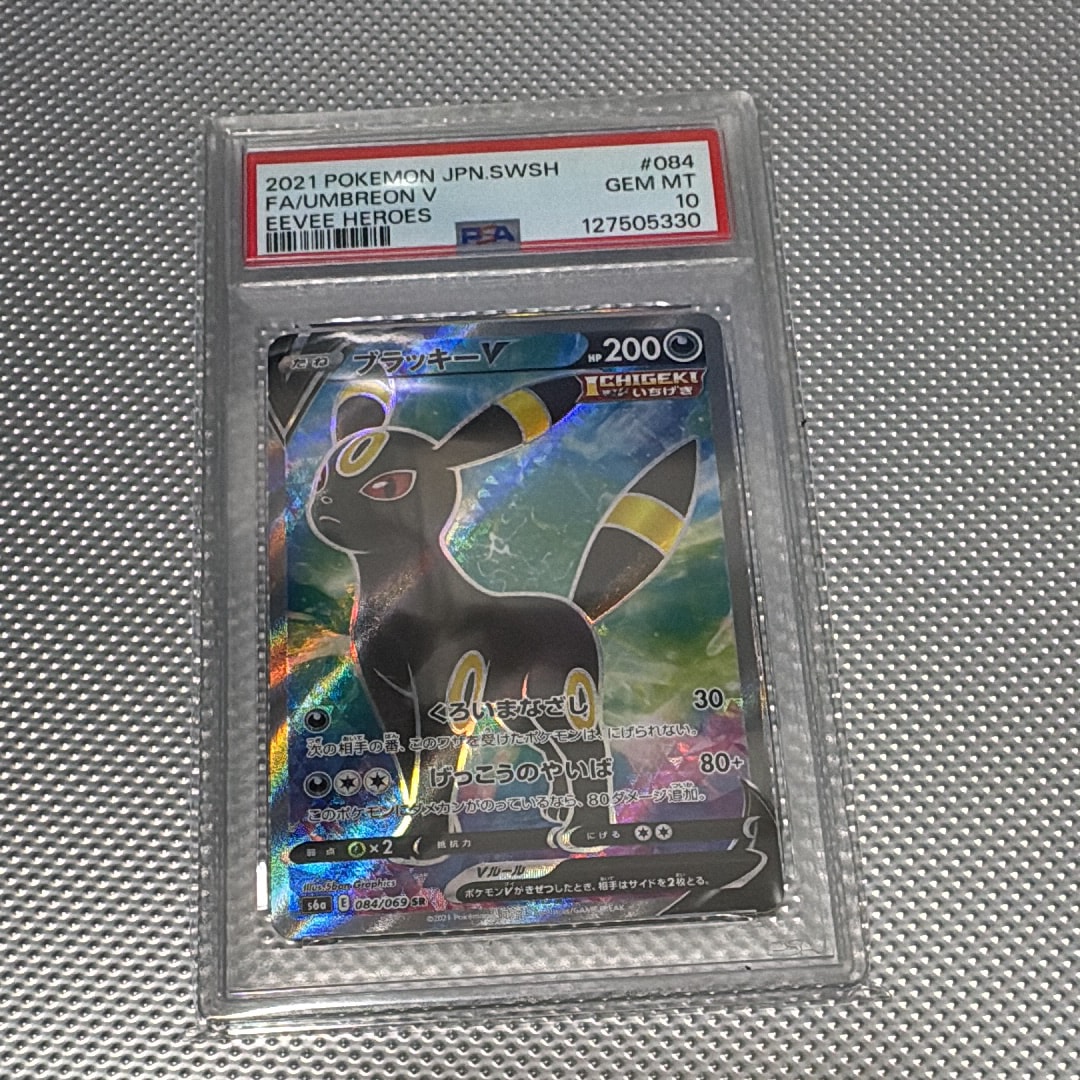 2021 POKEMON JPN.SWSH #084
FA/UMBREON V GEM MT
EEVEE HEROES 10
PSA 127505330
たね ブラッキーV HP 200
ICHIGEKI
いちげき
くろいまなざし 30
次の相手の番、このワザを受けたポケモンは、にげられない。
げっこうのやいば 80+
このポケモンにダメカンがのっているなら、80ダメージ追加。
弱点 ×2 抵抗力 にげる
Vルール
ポケモンVがきぜつしたとき、相手はサイドを2枚とる。
Illus. 5ban Graphics
s6a E 084/069 SR
©2021 Pokémon